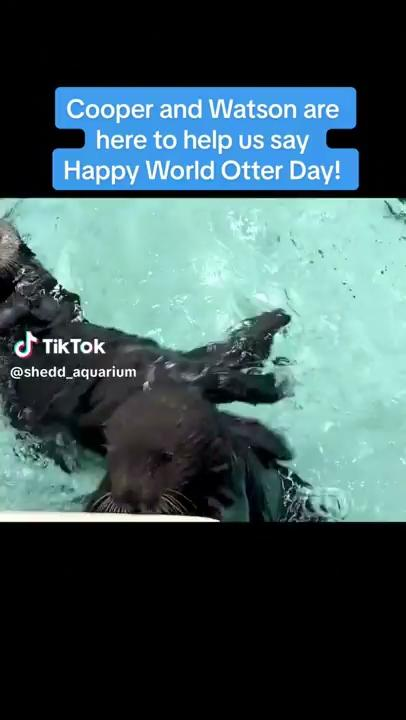 Cooper and Watson are
here to help us say
Happy World Otter Day!
TikTok
@shedd_aquarium